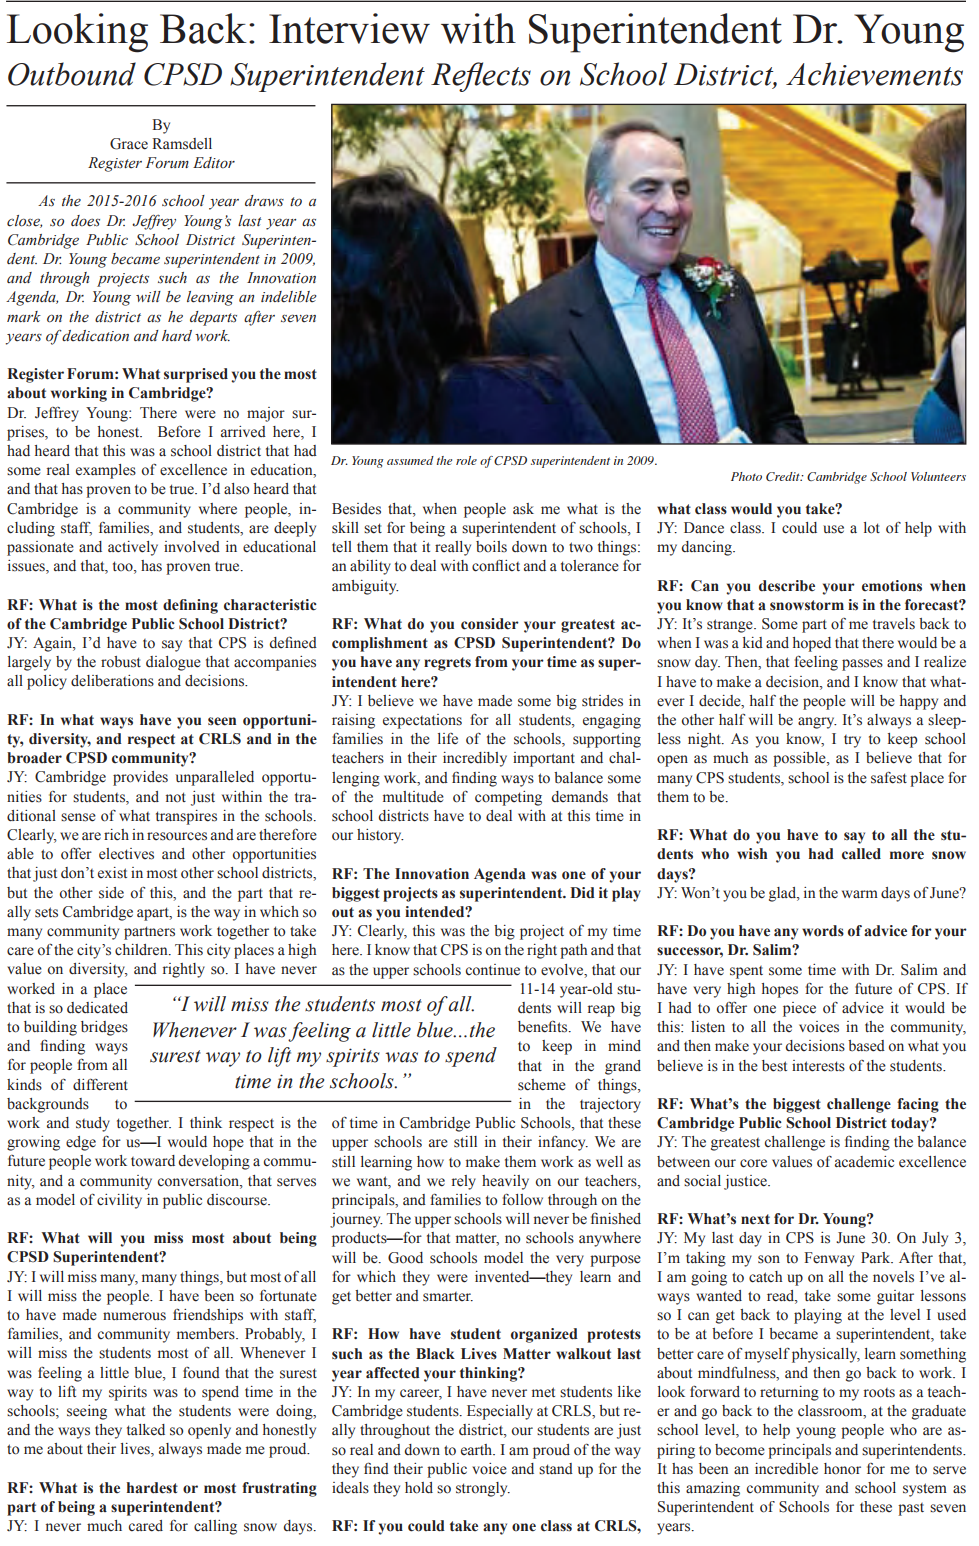 Looking Back: Interview with Superintendent Dr. Young
Outbound CPSD Superintendent Reflects on School District, Achievements
By
Grace Ramsdell
Register Forum Editor
As the 2015-2016 school year draws to a
close, so does Dr. Jeffrey Young's last year as
Cambridge Public School District Superinten-
dent. Dr. Young became superintendent in 2009,
and through projects such as the Innovation
Agenda, Dr. Young will be leaving an indelible
mark on the district as he departs after seven
years of dedication and hard work.
Register Forum: What surprised you the most
about working in Cambridge?
Dr. Jeffrey Young: There were no major sur-
prises, to be honest. Before I arrived here, I
had heard that this was a school district that had
some real examples of excellence in education,
and that has proven to be true. I'd also heard that
Cambridge is a community where people, in-
cluding staff, families, and students, are deeply
passionate and actively involved in educational
issues, and that, too, has proven true.
RF: What is the most defining characteristic
of the Cambridge Public School District?
JY: Again, I'd have to say that CPS is defined
largely by the robust dialogue that accompanies
all policy deliberations and decisions.
RF: In what ways have you seen opportuni-
ty, diversity, and respect at CRLS and in the
broader CPSD community?
JY: Cambridge provides unparalleled opportu-
nities for students, and not just within the tra-
ditional sense of what transpires in the schools.
Clearly, we are rich in resources and are therefore
able to offer electives and other opportunities
that just don't exist in most other school districts,
but the other side of this, and the part that re-
ally sets Cambridge apart, is the way in which so
many community partners work together to take
care of the city's children. This city places a high
value on diversity, and rightly so. I have never
worked in a place
that is so dedicated
to building bridges
and finding ways
for people from all
kinds of different
backgrounds to
work and study together. I think respect is the
growing edge for us—I would hope that in the
future people work toward developing a commu-
nity, and a community conversation, that serves
as a model of civility in public discourse.
RF: What will you miss most about being
CPSD Superintendent?
JY: I will miss many, many things, but most of all
I will miss the people. I have been so fortunate
to have made numerous friendships with staff,
families, and community members. Probably, I
will miss the students most of all. Whenever I
was feeling a little blue, I found that the surest
way to lift my spirits was to spend time in the
schools; seeing what the students were doing,
and the ways they talked so openly and honestly
to me about their lives, always made me proud.
RF: What is the hardest or most frustrating
part of being a superintendent?
JY: I never much cared for calling snow days.
Dr. Young assumed the role of CPSD superintendent in 2009.
Photo Credit: Cambridge School Volunteers
Besides that, when people ask me what is the
skill set for being a superintendent of schools, I
tell them that it really boils down to two things:
an ability to deal with conflict and a tolerance for
ambiguity.
RF: What do you consider your greatest ac-
complishment as CPSD Superintendent? Do
you have any regrets from your time as super-
intendent here?
JY: I believe we have made some big strides in
raising expectations for all students, engaging
families in the life of the schools, supporting
teachers in their incredibly important and chal-
lenging work, and finding ways to balance some
of the multitude of competing demands that
school districts have to deal with at this time in
our history.
RF: The Innovation Agenda was one of your
biggest projects as superintendent. Did it play
out as you intended?
JY: Clearly, this was the big project of my time
here. I know that CPS is on the right path and that
as the upper schools continue to evolve, that our
11-14 year-old stu-
dents will reap big
benefits. We have
to keep in mind
that in the grand
scheme of things,
in the trajectory
of time in Cambridge Public Schools, that these
upper schools are still in their infancy. We are
still learning how to make them work as well as
we want, and we rely heavily on our teachers,
principals, and families to follow through on the
journey. The upper schools will never be finished
products—for that matter, no schools anywhere
will be. Good schools model the very purpose
for which they were invented—they learn and
get better and smarter.
"I will miss the students most of all.
Whenever I was feeling a little blue...the
surest way to lift my spirits was to spend
time in the schools."
RF: How have student organized protests
such as the Black Lives Matter walkout last
year affected your thinking?
JY: In my career, I have never met students like
Cambridge students. Especially at CRLS, but re-
ally throughout the district, our students are just
so real and down to earth. I am proud of the way
they find their public voice and stand up for the
ideals they hold so strongly.
RF: If you could take any one class at CRLS,
what class would you take?
JY: Dance class. I could use a lot of help with
my dancing.
RF: Can you describe your emotions when
you know that a snowstorm is in the forecast?
JY: It's strange. Some part of me travels back to
when I was a kid and hoped that there would be a
snow day. Then, that feeling passes and I realize
I have to make a decision, and I know that what-
ever I decide, half the people will be happy and
the other half will be angry. It's always a sleep-
less night. As you know, I try to keep school
open as much as possible, as I believe that for
many CPS students, school is the safest place for
them to be.
RF: What do you have to say to all the stu-
dents who wish you had called more snow
days?
JY: Won't you be glad, in the warm days of June?
RF: Do you have any words of advice for your
successor, Dr. Salim?
JY: I have spent some time with Dr. Salim and
have very high hopes for the future of CPS. If
I had to offer one piece of advice it would be
this: listen to all the voices in the community,
and then make your decisions based on what you
believe is in the best interests of the students.
RF: What's the biggest challenge facing the
Cambridge Public School District today?
JY: The greatest challenge is finding the balance
between our core values of academic excellence
and social justice.
RF: What's next for Dr. Young?
JY: My last day in CPS is June 30. On July 3,
I'm taking my son to Fenway Park. After that,
I am going to catch up on all the novels I've al-
ways wanted to read, take some guitar lessons
so I can get back to playing at the level I used
to be at before I became a superintendent, take
better care of myself physically, learn something
about mindfulness, and then go back to work. I
look forward to returning to my roots as a teach-
er and go back to the classroom, at the graduate
school level, to help young people who are as-
piring to become principals and superintendents.
It has been an incredible honor for me to serve
this amazing community and school system as
Superintendent of Schools for these past seven
years.